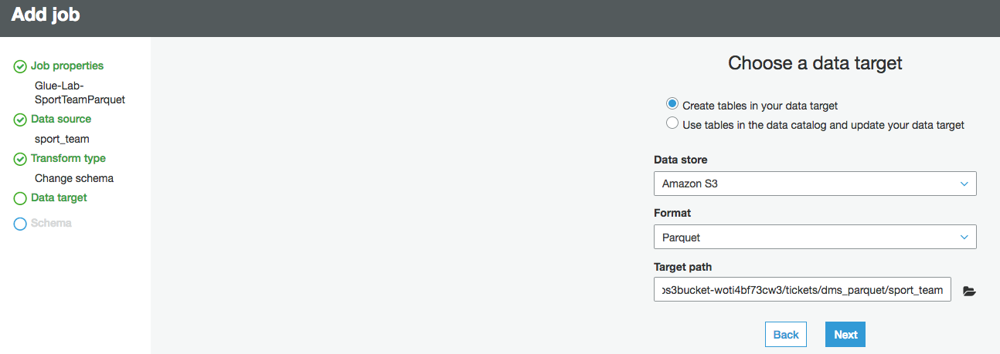 Add job
Job properties
Glue-Lab-
SportTeamParquet
Data source
sport_team
Transform type
Change schema
Data target
Schema
Choose a data target
Create tables in your data target
Use tables in the data catalog and update your data target
Data store
Amazon S3
Format
Parquet
Target path
os3bucket-woti4bf73cw3/tickets/dms_parquet/sport_team
Back
Next